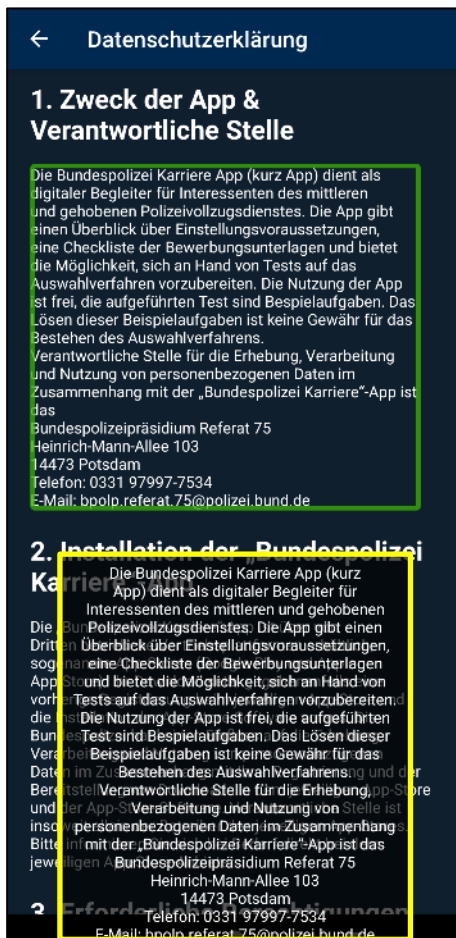 Datenschutzerklärung
1. Zweck der App &
Verantwortliche Stelle
Die Bundespolizei Karriere App (kurz App) dient als
digitaler Begleiter für Interessenten des mittleren
und gehobenen Polizeivollzugsdienstes. Die App gibt
einen Überblick über Einstellungsvoraussetzungen,
eine Checkliste der Bewerbungsunterlagen und bietet
die Möglichkeit, sich an Hand von Tests auf das
Auswahlverfahren vorzubereiten. Die Nutzung der App
ist frei, die aufgeführten Test sind Bespielaufgaben. Das
Lösen dieser Beispielaufgaben ist keine Gewähr für das
Bestehen des Auswahlverfahrens.
Verantwortliche Stelle für die Erhebung, Verarbeitung
und Nutzung von personenbezogenen Daten im
Zusammenhang mit der „Bundespolizei Karriere“-App ist
das
Bundespolizeipräsidium Referat 75
Heinrich-Mann-Allee 103
14473 Potsdam
Telefon: 0331 97997-7534
E-Mail: bpolp.referat.75@polizei.bund.de
2. Installation der „Bundespolizei
Karriere“-App
Die Bundespolizei Karriere App (kurz
App) dient als digitaler Begleiter für
Interessenten des mittleren und gehobenen
Polizeivollzugsdienstes. Die App gibt einen
Überblick über Einstellungsvoraussetzungen,
eine Checkliste der Bewerbungsunterlagen
und bietet die Möglichkeit, sich an Hand von
Tests auf das Auswahlverfahren vorzubereiten.
Die Nutzung der App ist frei, die aufgeführten
Test sind Bespielaufgaben. Das Lösen dieser
Beispielaufgaben ist keine Gewähr für das
Bestehen des Auswahlverfahrens.
Verantwortliche Stelle für die Erhebung,
Verarbeitung und Nutzung von
personenbezogenen Daten im Zusammenhang
mit der „Bundespolizei Karriere“-App ist das
Bundespolizeipräsidium Referat 75
Heinrich-Mann-Allee 103
14473 Potsdam
Telefon: 0331 97997-7534
E-Mail: bpolp.referat.75@polizei.bund.de
3. Erforderliche Berechtigungen